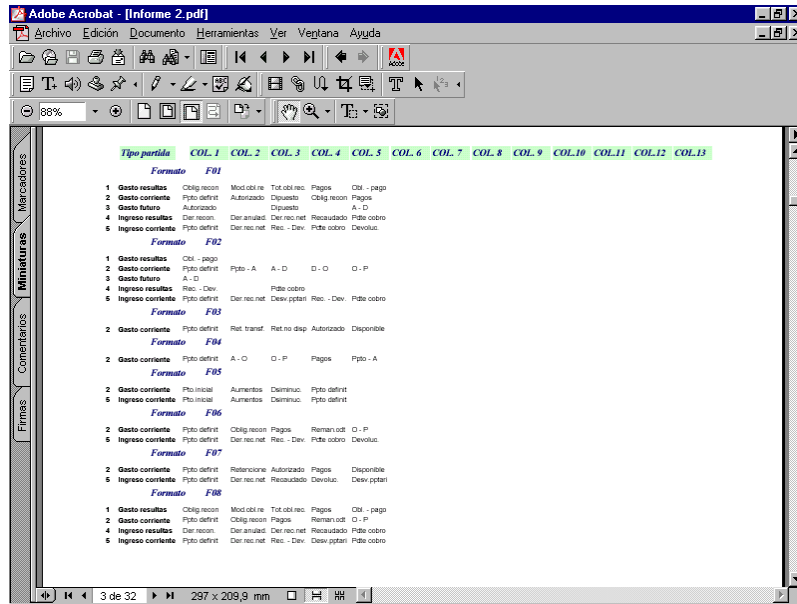 Adobe Acrobat - [Informe 2.pdf]
Archivo Edición Documento Herramientas Ver Ventana Ayuda
Adobe
88%
Marcadores
Miniaturas
Comentarios
Firmas
Tipo partida COL. 1 COL. 2 COL. 3 COL. 4 COL. 5 COL. 6 COL. 7 COL. 8 COL. 9 COL.10 COL.11 COL.12 COL.13
Formato F01
1 Gasto resultas Oblig.recon Mod.obl.re Tot.obl.rec. Pagos Obl. - pago
2 Gasto corriente Ppto definit Autorizado Dipuesto Oblig.recon Pagos
3 Gasto futuro Autorizado Dipuesto A - D
4 Ingreso resultas Der.recon. Der.anulad. Der.rec.net Recaudado Pdte cobro
5 Ingreso corriente Ppto definit Der.rec.net Rec. - Dev. Pdte cobro Devoluc.
Formato F02
1 Gasto resultas Obl. - pago
2 Gasto corriente Ppto definit Ppto - A A - D D - O O - P
3 Gasto futuro A - D
4 Ingreso resultas Rec. - Dev. Pdte cobro
5 Ingreso corriente Ppto definit Der.rec.net Desv.pptari Rec. - Dev. Pdte cobro
Formato F03
2 Gasto corriente Ppto definit Ret. transf. Ret.no disp Autorizado Disponible
Formato F04
2 Gasto corriente Ppto definit A - O O - P Pagos Ppto - A
Formato F05
2 Gasto corriente Pto.inicial Aumentos Dsiminuc. Ppto definit
5 Ingreso corriente Pto.inicial Aumentos Dsiminuc. Ppto definit
Formato F06
2 Gasto corriente Ppto definit Oblig.recon Pagos Reman.cdt O - P
5 Ingreso corriente Ppto definit Der.rec.net Rec. - Dev. Pdte cobro Devoluc.
Formato F07
2 Gasto corriente Ppto definit Retencione Autorizado Pagos Disponible
5 Ingreso corriente Ppto definit Der.rec.net Recaudado Devoluc. Desv.pptari
Formato F08
1 Gasto resultas Oblig.recon Mod.obl.re Tot.obl.rec. Pagos Obl. - pago
2 Gasto corriente Ppto definit Oblig.recon Pagos Reman.cdt O - P
4 Ingreso resultas Der.recon. Der.anulad. Der.rec.net Recaudado Pdte cobro
5 Ingreso corriente Ppto definit Der.rec.net Rec. - Dev. Desv.pptari Pdte cobro
3 de 32 297 x 209,9 mm